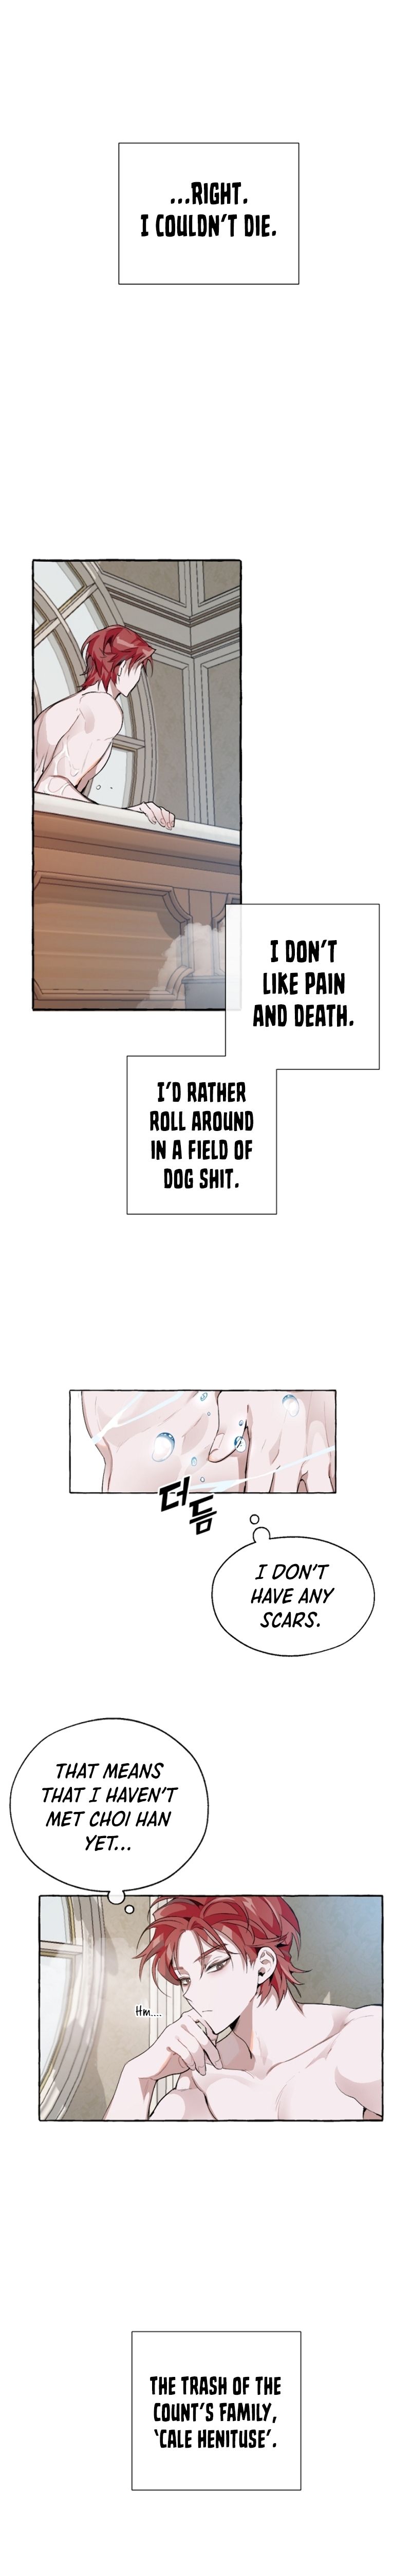 ...RIGHT.
I COULDN'T DIE.
I DON'T
LIKE PAIN
AND DEATH.
I'D RATHER
ROLL AROUND
IN A FIELD OF
DOG SHIT.
더듬
I DON'T
HAVE ANY
SCARS.
THAT MEANS
THAT I HAVEN'T
MET CHOI HAN
YET...
Hm....
THE TRASH OF THE
COUNT'S FAMILY,
'CALE HENITUSE'.